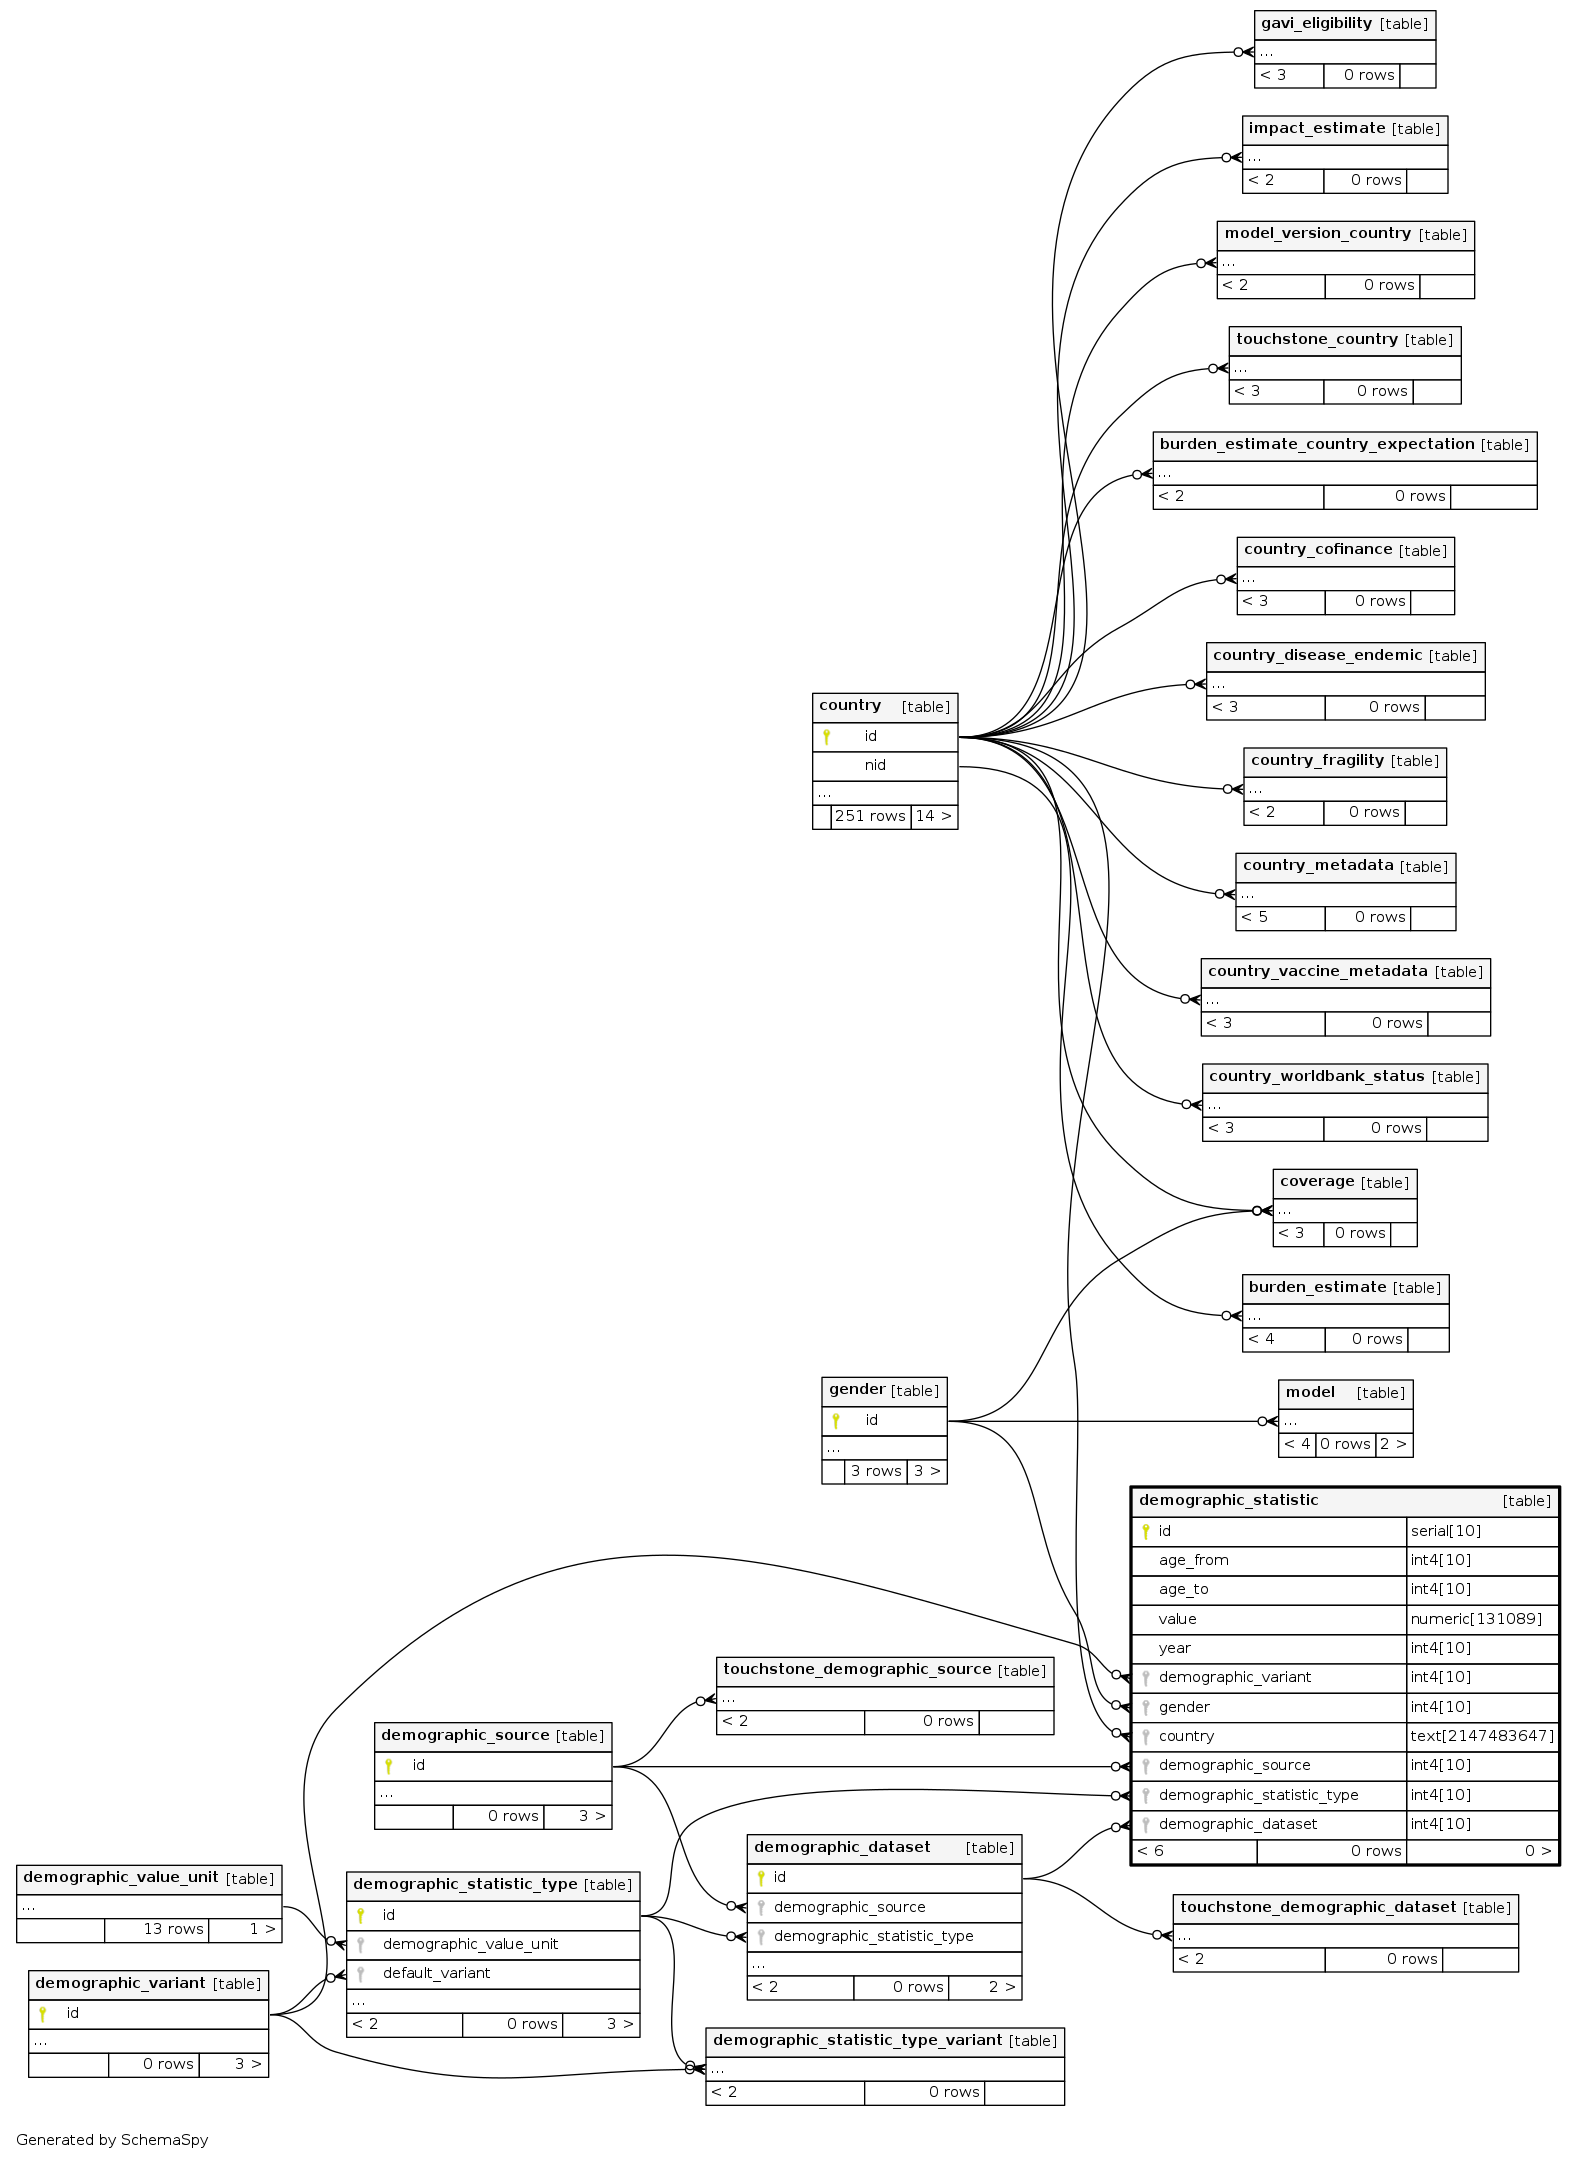 gavi_eligibility [table]
...
< 3 0 rows
impact_estimate [table]
...
< 2 0 rows
model_version_country [table]
...
< 2 0 rows
touchstone_country [table]
...
< 3 0 rows
burden_estimate_country_expectation [table]
...
< 2 0 rows
country_cofinance [table]
...
< 3 0 rows
country_disease_endemic [table]
...
< 3 0 rows
country [table]
id
nid
...
251 rows 14 >
country_fragility [table]
...
< 2 0 rows
country_metadata [table]
...
< 5 0 rows
country_vaccine_metadata [table]
...
< 3 0 rows
country_worldbank_status [table]
...
< 3 0 rows
coverage [table]
...
< 3 0 rows
burden_estimate [table]
...
< 4 0 rows
gender [table]
id
...
3 rows 3 >
model [table]
...
< 4 0 rows 2 >
demographic_statistic [table]
id serial[10]
age_from int4[10]
age_to int4[10]
value numeric[131089]
year int4[10]
demographic_variant int4[10]
gender int4[10]
country text[2147483647]
demographic_source int4[10]
demographic_statistic_type int4[10]
demographic_dataset int4[10]
< 6 0 rows 0 >
touchstone_demographic_source [table]
...
< 2 0 rows
demographic_source [table]
id
...
0 rows 3 >
demographic_dataset [table]
id
demographic_source
demographic_statistic_type
...
< 2 0 rows 2 >
demographic_value_unit [table]
...
13 rows 1 >
demographic_statistic_type [table]
id
demographic_value_unit
default_variant
...
< 2 0 rows 3 >
touchstone_demographic_dataset [table]
...
< 2 0 rows
demographic_variant [table]
id
...
0 rows 3 >
demographic_statistic_type_variant [table]
...
< 2 0 rows
Generated by SchemaSpy